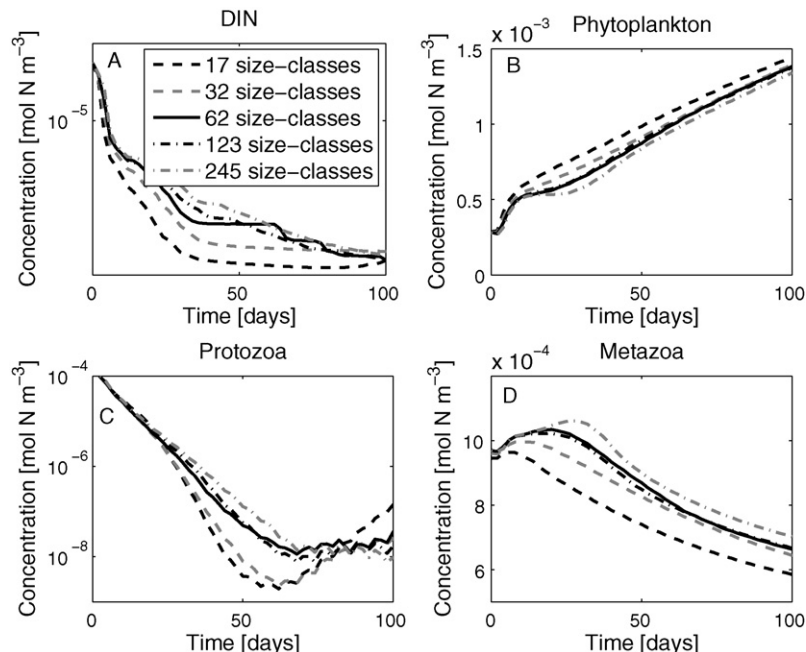 DIN
A
17 size-classes
32 size-classes
62 size-classes
123 size-classes
245 size-classes
10⁻⁵
Concentration [mol N m⁻³]
0 50 100
Time [days]
x 10⁻³
Phytoplankton
B
1.5
1
0.5
0
Concentration [mol N m⁻³]
0 50 100
Time [days]
Protozoa
C
10⁻⁴
10⁻⁶
10⁻⁸
Concentration [mol N m⁻³]
0 50 100
Time [days]
x 10⁻⁴
Metazoa
D
10
8
6
Concentration [mol N m⁻³]
0 50 100
Time [days]